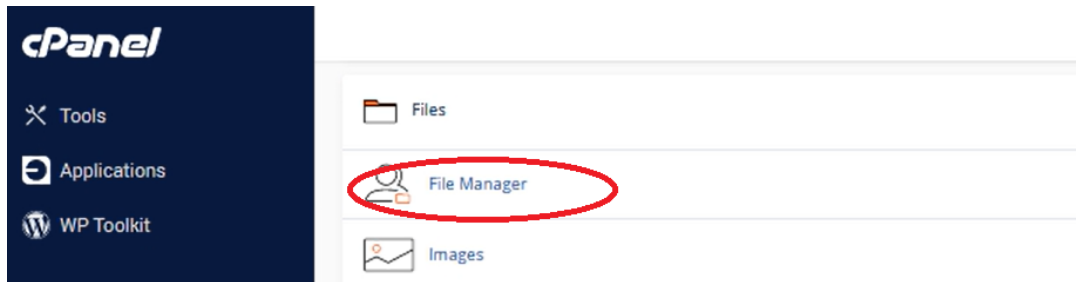 cPanel
Tools
Applications
WP Toolkit
Files
File Manager
Images